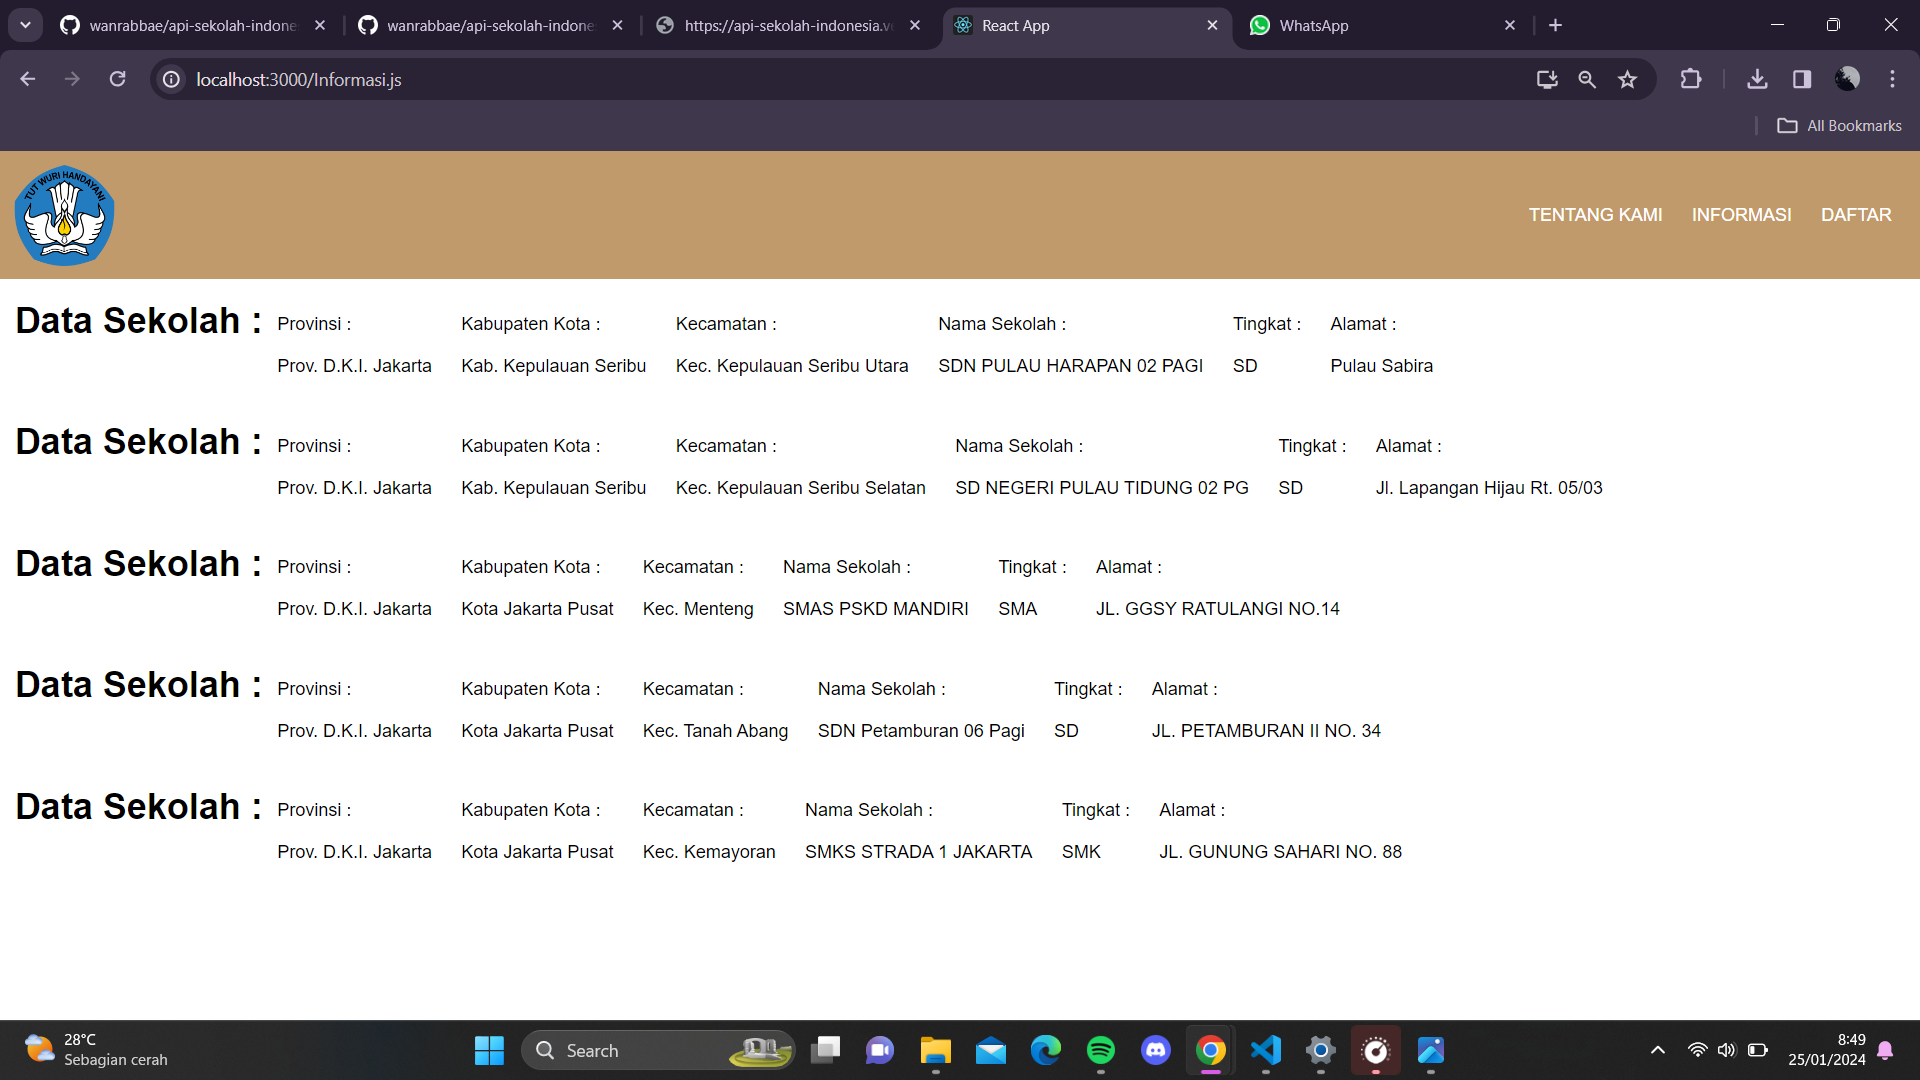 wanrabbae/api-sekolah-indone
wanrabbae/api-sekolah-indone
https://api-sekolah-indonesia.v
React App
WhatsApp
localhost:3000/Informasi.js
All Bookmarks
TUT WURI HANDAYANI
TENTANG KAMI INFORMASI DAFTAR
Data Sekolah : Provinsi : Kabupaten Kota : Kecamatan : Nama Sekolah : Tingkat : Alamat :
Prov. D.K.I. Jakarta Kab. Kepulauan Seribu Kec. Kepulauan Seribu Utara SDN PULAU HARAPAN 02 PAGI SD Pulau Sabira
Data Sekolah : Provinsi : Kabupaten Kota : Kecamatan : Nama Sekolah : Tingkat : Alamat :
Prov. D.K.I. Jakarta Kab. Kepulauan Seribu Kec. Kepulauan Seribu Selatan SD NEGERI PULAU TIDUNG 02 PG SD Jl. Lapangan Hijau Rt. 05/03
Data Sekolah : Provinsi : Kabupaten Kota : Kecamatan : Nama Sekolah : Tingkat : Alamat :
Prov. D.K.I. Jakarta Kota Jakarta Pusat Kec. Menteng SMAS PSKD MANDIRI SMA JL. GGSY RATULANGI NO.14
Data Sekolah : Provinsi : Kabupaten Kota : Kecamatan : Nama Sekolah : Tingkat : Alamat :
Prov. D.K.I. Jakarta Kota Jakarta Pusat Kec. Tanah Abang SDN Petamburan 06 Pagi SD JL. PETAMBURAN II NO. 34
Data Sekolah : Provinsi : Kabupaten Kota : Kecamatan : Nama Sekolah : Tingkat : Alamat :
Prov. D.K.I. Jakarta Kota Jakarta Pusat Kec. Kemayoran SMKS STRADA 1 JAKARTA SMK JL. GUNUNG SAHARI NO. 88
28°C
Sebagian cerah
Search
8:49
25/01/2024